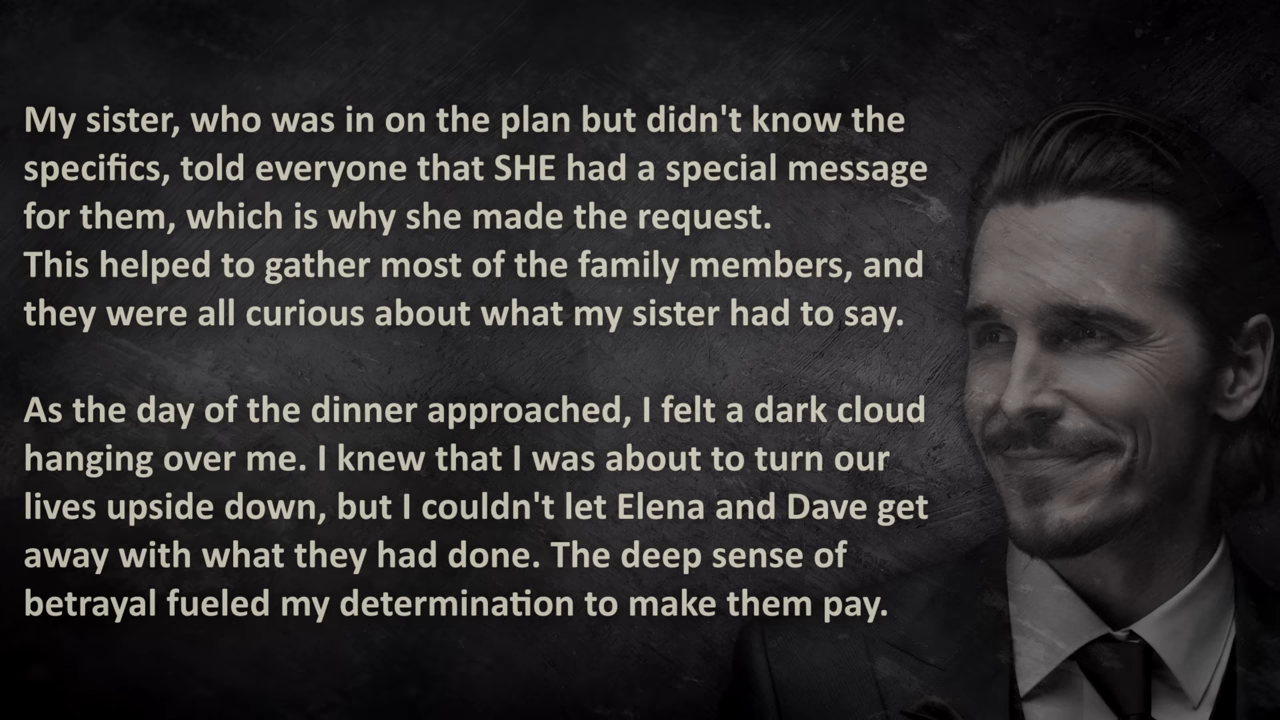 My sister, who was in on the plan but didn't know the
specifics, told everyone that SHE had a special message
for them, which is why she made the request.
This helped to gather most of the family members, and
they were all curious about what my sister had to say.
As the day of the dinner approached, I felt a dark cloud
hanging over me. I knew that I was about to turn our
lives upside down, but I couldn't let Elena and Dave get
away with what they had done. The deep sense of
betrayal fueled my determination to make them pay.